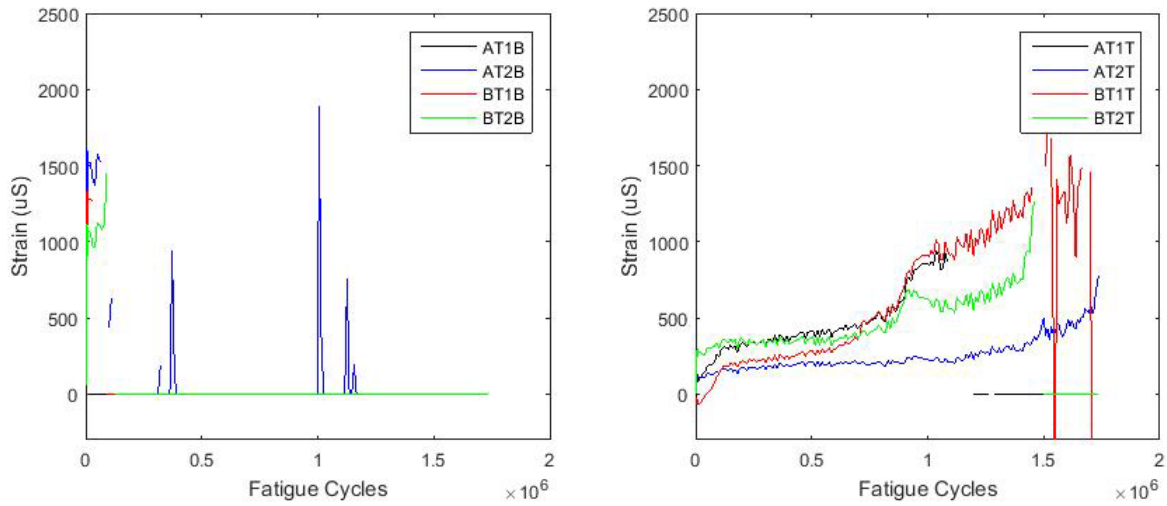 2500
2000
1500
1000
500
0
Strain (uS)
AT1B
AT2B
BT1B
BT2B
0
0.5
1
1.5
2
Fatigue Cycles
× 10^6
2500
2000
1500
1000
500
0
Strain (uS)
AT1T
AT2T
BT1T
BT2T
0
0.5
1
1.5
2
Fatigue Cycles
× 10^6